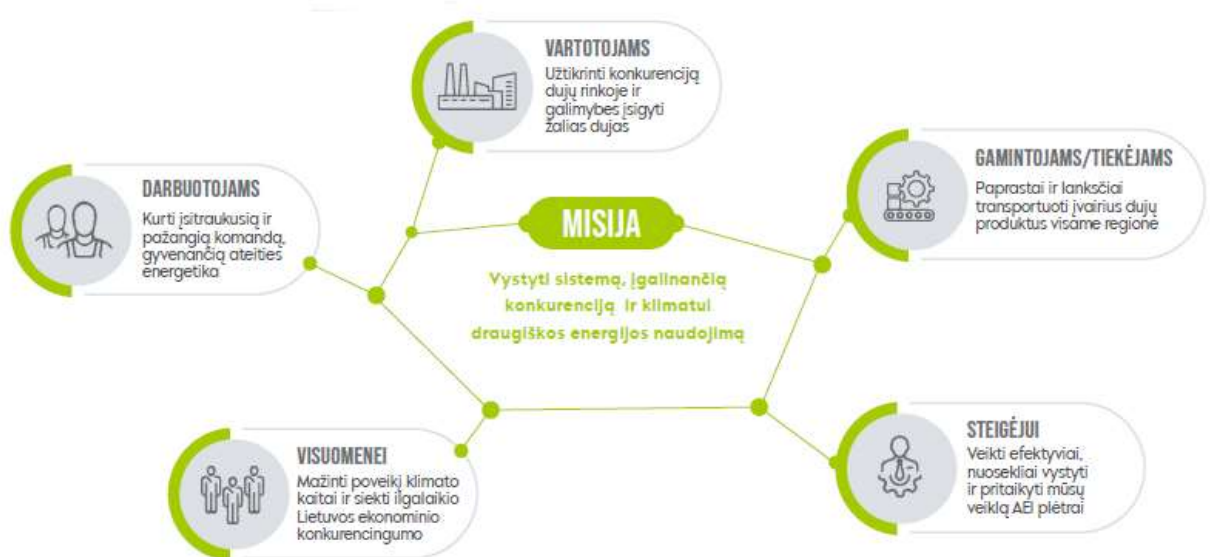 VARTOTOJAMS
Užtikrinti konkurenciją
dujų rinkoje ir
galimybes įsigyti
žalias dujas
DARBUOTOJAMS
Kurti įsitraukusią ir
pažangią komandą,
gyvenančią ateities
energetika
MISIJA
Vystyti sistemą, įgalinančią
konkurenciją ir klimatui
draugiškos energijos naudojimą
GAMINTOJAMS/TIEKĖJAMS
Paprastai ir lanksčiai
transportuoti įvairius dujų
produktus visame regione
VISUOMENEI
Mažinti poveikį klimato
kaitai ir siekti ilgalaikio
Lietuvos ekonominio
konkurencingumo
STEIGĖJUI
Veikti efektyviai,
nuosekliai vystyti
ir pritaikyti mūsų
veiklą AEI plėtrai